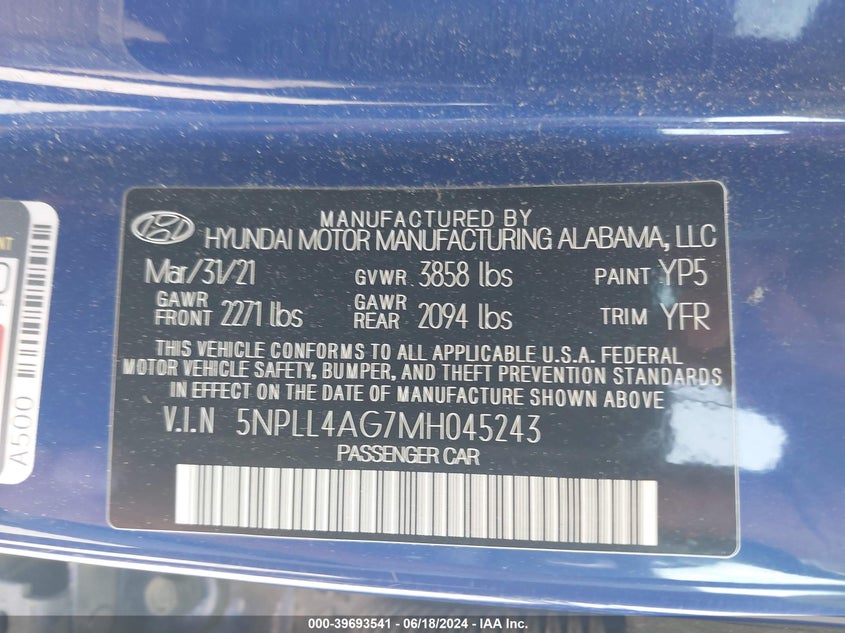 MANUFACTURED BY
HYUNDAI MOTOR MANUFACTURING ALABAMA, LLC
Mar/31/21 GVWR 3858 lbs PAINT YP5
GAWR FRONT 2271 lbs GAWR REAR 2094 lbs TRIM YFR
THIS VEHICLE CONFORMS TO ALL APPLICABLE U.S.A. FEDERAL
MOTOR VEHICLE SAFETY, BUMPER, AND THEFT PREVENTION STANDARDS
IN EFFECT ON THE DATE OF MANUFACTURE SHOWN ABOVE
V.I.N 5NPLL4AG7MH045243
PASSENGER CAR
A500
000-39693541 - 06/18/2024 - IAA Inc.